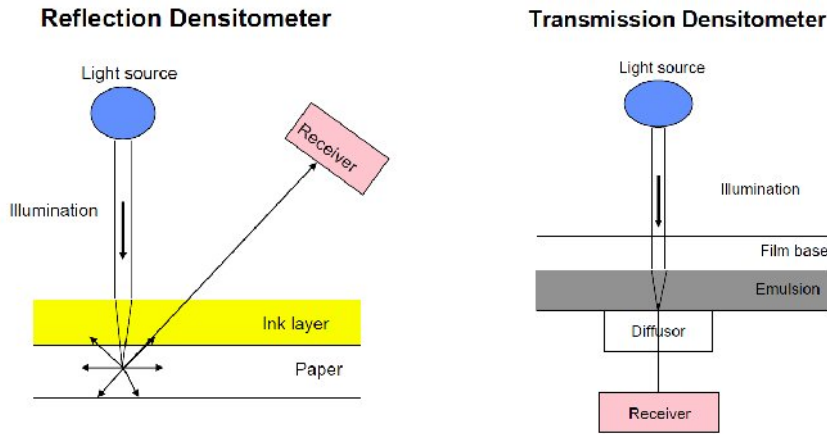 Reflection Densitometer
Light source
Receiver
Illumination
Ink layer
Paper
Transmission Densitometer
Light source
Illumination
Film base
Emulsion
Diffusor
Receiver